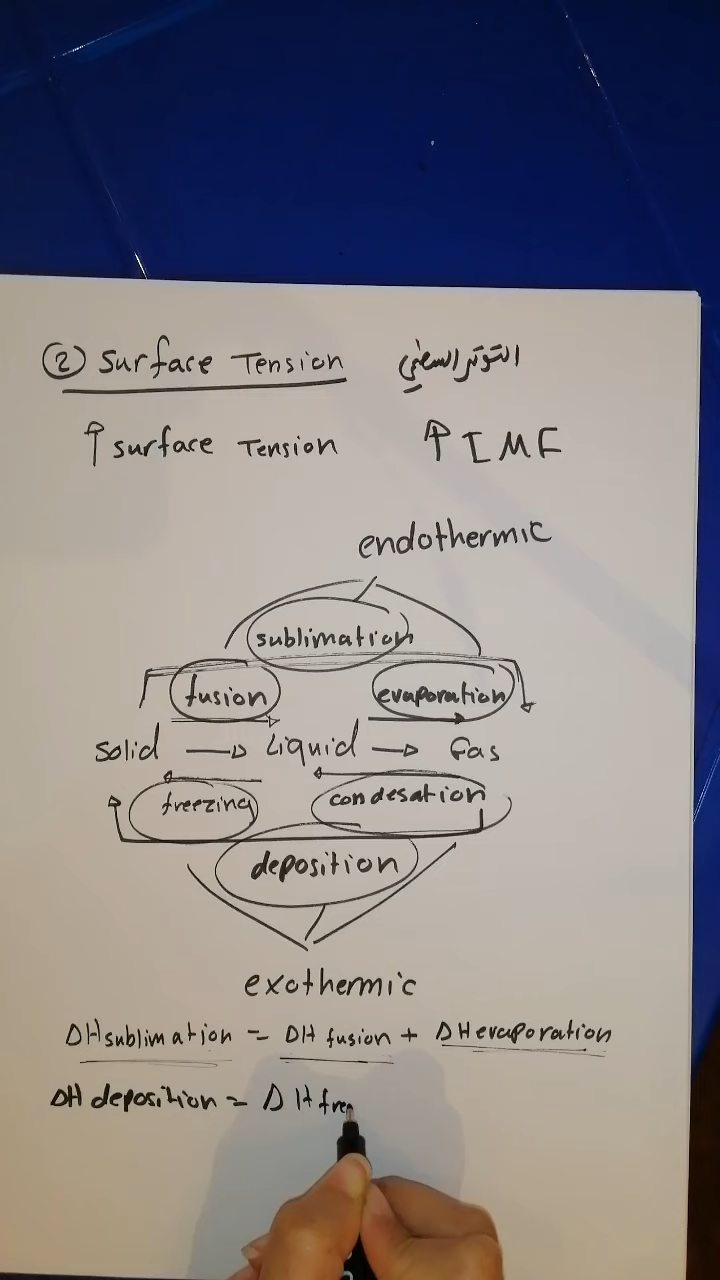 ② Surface Tension التوتر السطحي
↑ surface Tension ↑ IMF
endothermic
sublimation
fusion evaporation
Solid → Liquid → Gas
freezing condesation
deposition
exothermic
ΔH sublimation = ΔH fusion + ΔH evaporation
ΔH deposition = ΔH fre